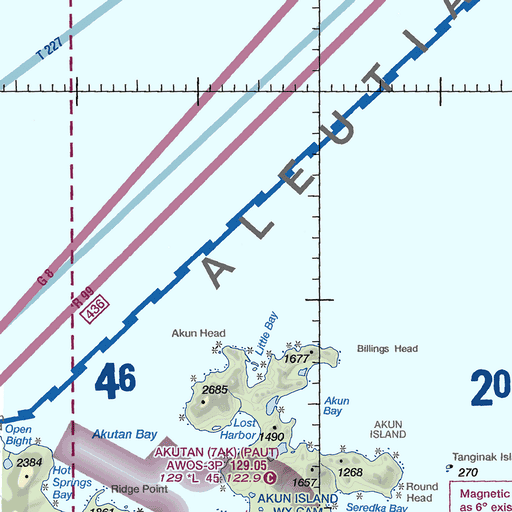 T 227
A L E U T I A
G 8
R 99
436
Akun Head
Little Bay
1677
Billings Head
4⁶
2685
20
Akun
Bay
Open
Bight
Akutan Bay
Lost
Harbor
1490
AKUN
ISLAND
AKUTAN (7AK) (PAUT)
AWOS-3P 129.05
129 *L 45 122.9 C
2384
Hot
Springs
Bay
1657
1268
Tanginak Isl
270
Ridge Point
Round
Head
Magnetic
as 6° exis
1961
AKUN ISLAND
WX CAM
Seredka Bay